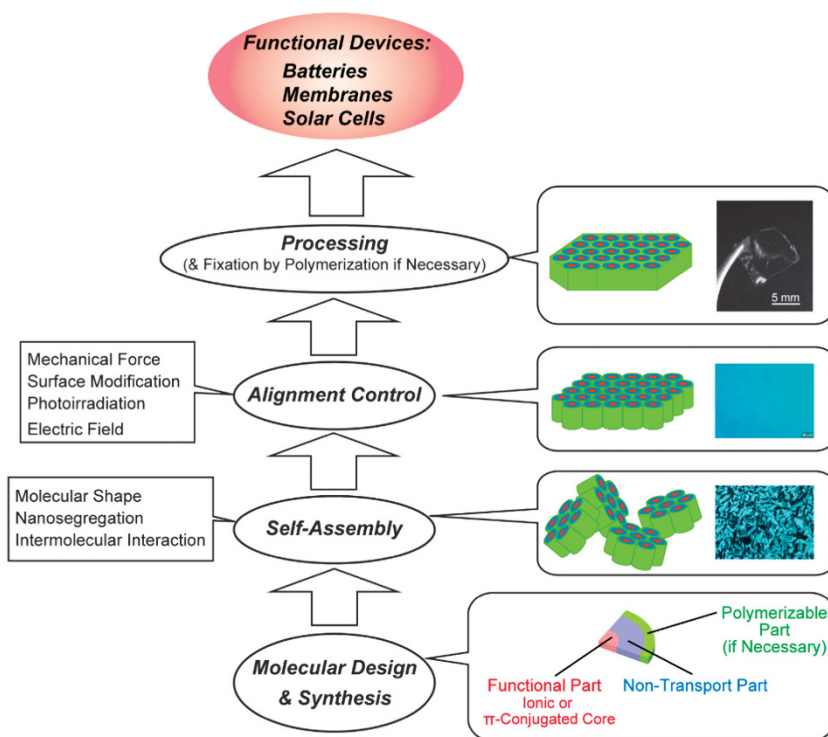 Functional Devices:
Batteries
Membranes
Solar Cells
Processing
(& Fixation by Polymerization if Necessary)
5 mm
Mechanical Force
Surface Modification
Photoirradiation
Electric Field
Alignment Control
Molecular Shape
Nanosegregation
Intermolecular Interaction
Self-Assembly
Molecular Design
& Synthesis
Polymerizable
Part
(if Necessary)
Functional Part
Ionic or
π-Conjugated Core
Non-Transport Part